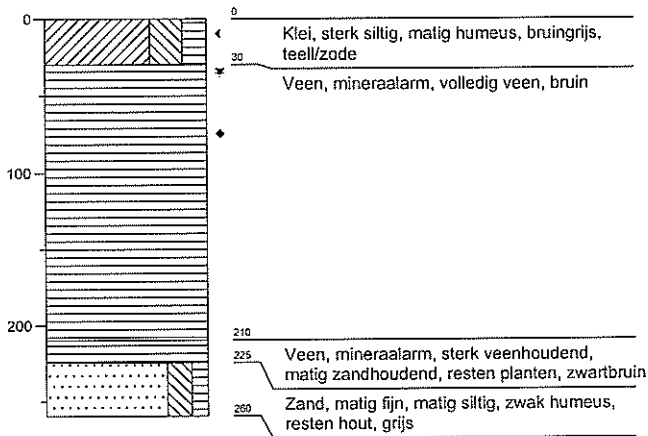 0
0
Klei, sterk siltig, matig humeus, bruingrijs,
teell/zode
30
Veen, mineraalarm, volledig veen, bruin
100
200
210
225
Veen, mineraalarm, sterk veenhoudend,
matig zandhoudend, resten planten, zwartbruin
260
Zand, matig fijn, matig siltig, zwak humeus,
resten hout, grijs